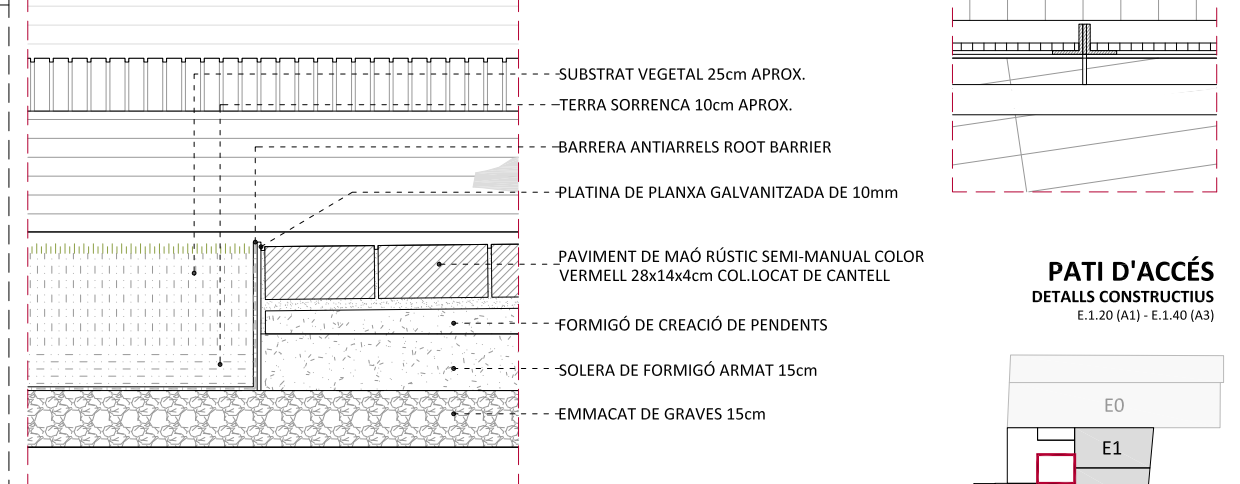 SUBSTRAT VEGETAL 25cm APROX.
TERRA SORRENCA 10cm APROX.
BARRERA ANTIARRELS ROOT BARRIER
PLATINA DE PLANXA GALVANITZADA DE 10mm
PAVIMENT DE MAÓ RÚSTIC SEMI-MANUAL COLOR
VERMELL 28x14x4cm COL.LOCAT DE CANTELL
FORMIGÓ DE CREACIÓ DE PENDENTS
SOLERA DE FORMIGÓ ARMAT 15cm
EMMACAT DE GRAVES 15cm
PATI D'ACCÉS
DETALLS CONSTRUCTIUS
E.1.20 (A1) - E.1.40 (A3)
E0
E1